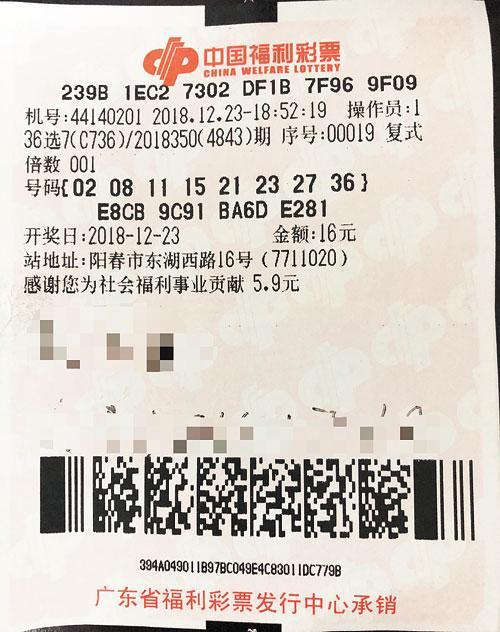 中国福利彩票
CHINA WELFARE LOTTERY
239B 1EC2 7302 DF1B 7F96 9F09
机号:44140201 2018.12.23-18:52:19 操作员:1
36选7(C736)/2018350(4843)期 序号:00019 复式
倍数 001
号码{02 08 11 15 21 23 27 36}
E8CB 9C91 BA6D E281
开奖日:2018-12-23 金额:16元
站地址:阳春市东湖西路16号 (7711020)
感谢您为社会福利事业贡献 5.9元
394A049011B97BC049E4C83011DC779B
广东省福利彩票发行中心承销